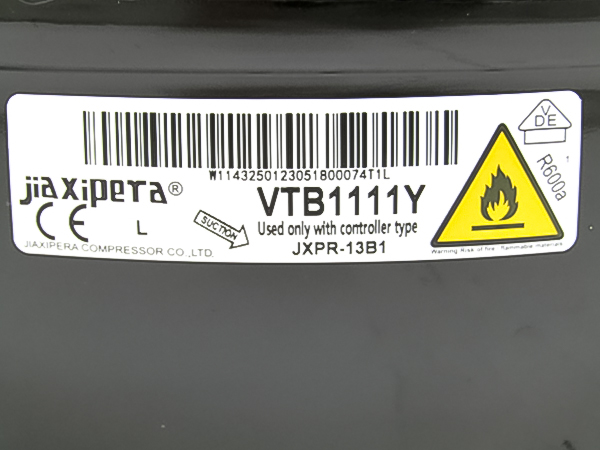 W1143250123051800074T1L
jiaxipera®
CE L
JIAXIPERA COMPRESSOR CO.,LTD.
SUCTION
VTB1111Y
Used only with controller type
JXPR-13B1
VDE
R600a
Warning: Risk of fire, flammable materials